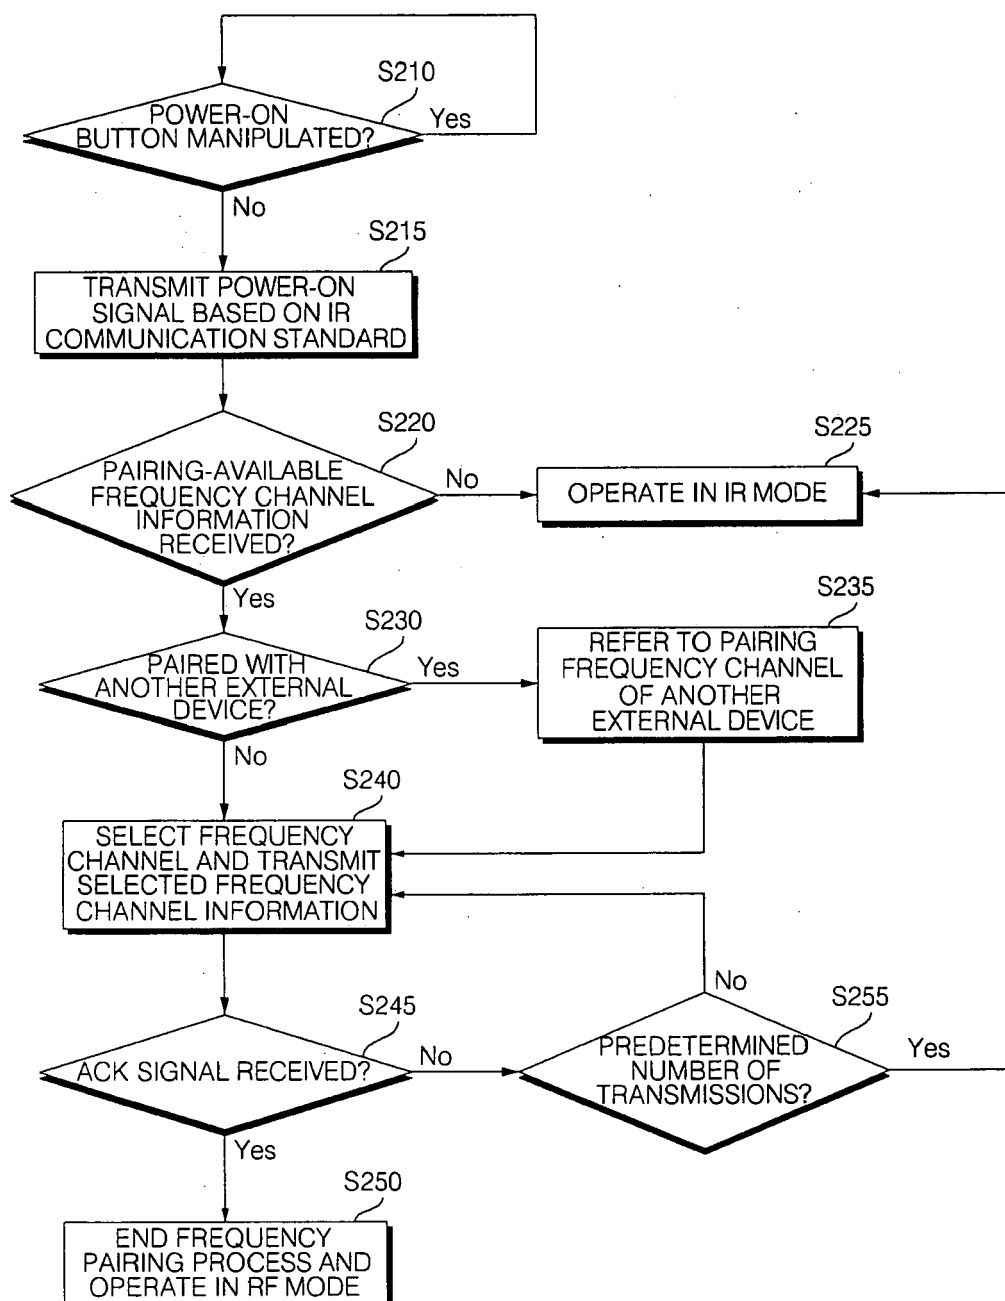 S210
POWER-ON
BUTTON MANIPULATED?
Yes
No
S215
TRANSMIT POWER-ON
SIGNAL BASED ON IR
COMMUNICATION STANDARD
S220
PAIRING-AVAILABLE
FREQUENCY CHANNEL
INFORMATION
RECEIVED?
No
Yes
S225
OPERATE IN IR MODE
S230
PAIRED WITH
ANOTHER EXTERNAL
DEVICE?
Yes
No
S235
REFER TO PAIRING
FREQUENCY CHANNEL
OF ANOTHER
EXTERNAL DEVICE
S240
SELECT FREQUENCY
CHANNEL AND TRANSMIT
SELECTED FREQUENCY
CHANNEL INFORMATION
S245
ACK SIGNAL RECEIVED?
No
Yes
S255
PREDETERMINED
NUMBER OF
TRANSMISSIONS?
No
Yes
S250
END FREQUENCY
PAIRING PROCESS AND
OPERATE IN RF MODE